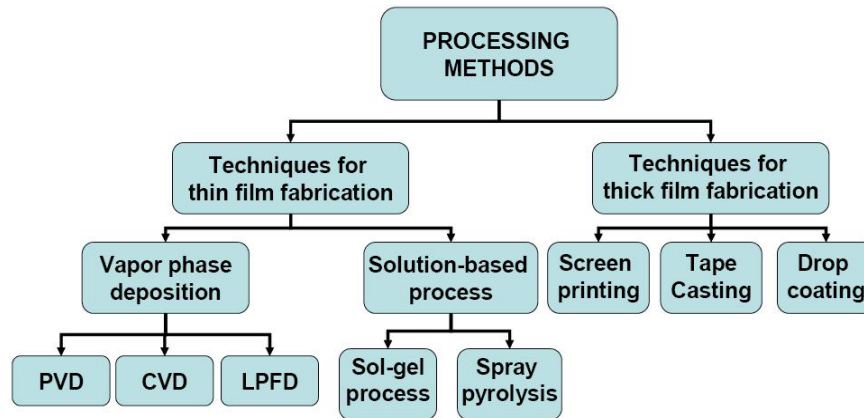 PROCESSING
METHODS
Techniques for
thin film fabrication
Techniques for
thick film fabrication
Vapor phase
deposition
Solution-based
process
Screen
printing
Tape
Casting
Drop
coating
PVD
CVD
LPFD
Sol-gel
process
Spray
pyrolysis